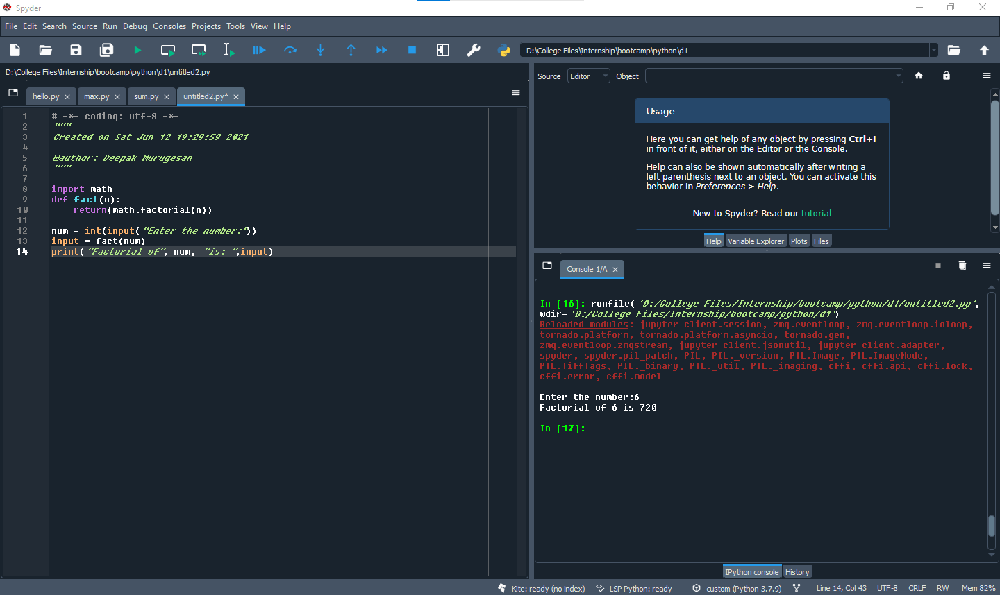 Spyder
File Edit Search Source Run Debug Consoles Projects Tools View Help
D:\College Files\Internship\bootcamp\python\d1
D:\College Files\Internship\bootcamp\python\d1\untitled2.py
hello.py
max.py
sum.py
untitled2.py*
1 # -*- coding: utf-8 -*-
2 """
3 Created on Sat Jun 12 19:29:59 2021
4
5 @author: Deepak Murugesan
6 """
7
8 import math
9 def fact(n):
10 return(math.factorial(n))
11
12 num = int(input("Enter the number:"))
13 input = fact(num)
14 print("Factorial of", num, "is: ",input)
Source Editor Object
Usage
Here you can get help of any object by pressing Ctrl+I
in front of it, either on the Editor or the Console.
Help can also be shown automatically after writing a
left parenthesis next to an object. You can activate this
behavior in Preferences > Help.
New to Spyder? Read our tutorial
Help Variable Explorer Plots Files
Console 1/A
In [16]: runfile('D:/College Files/Internship/bootcamp/python/d1/untitled2.py',
wdir='D:/College Files/Internship/bootcamp/python/d1')
Reloaded modules: jupyter_client.session, zmq.eventloop, zmq.eventloop.ioloop,
tornado.platform, tornado.platform.asyncio, tornado.gen,
zmq.eventloop.zmqstream, jupyter_client.jsonutil, jupyter_client.adapter,
spyder, spyder.pil_patch, PIL, PIL._version, PIL.Image, PIL.ImageMode,
PIL.TiffTags, PIL._binary, PIL._util, PIL._imaging, cffi, cffi.api, cffi.lock,
cffi.error, cffi.model
Enter the number:6
Factorial of 6 is 720
In [17]:
IPython console History
Kite: ready (no index) LSP Python: ready custom (Python 3.7.9) Line 14, Col 43 UTF-8 CRLF RW Mem 82%